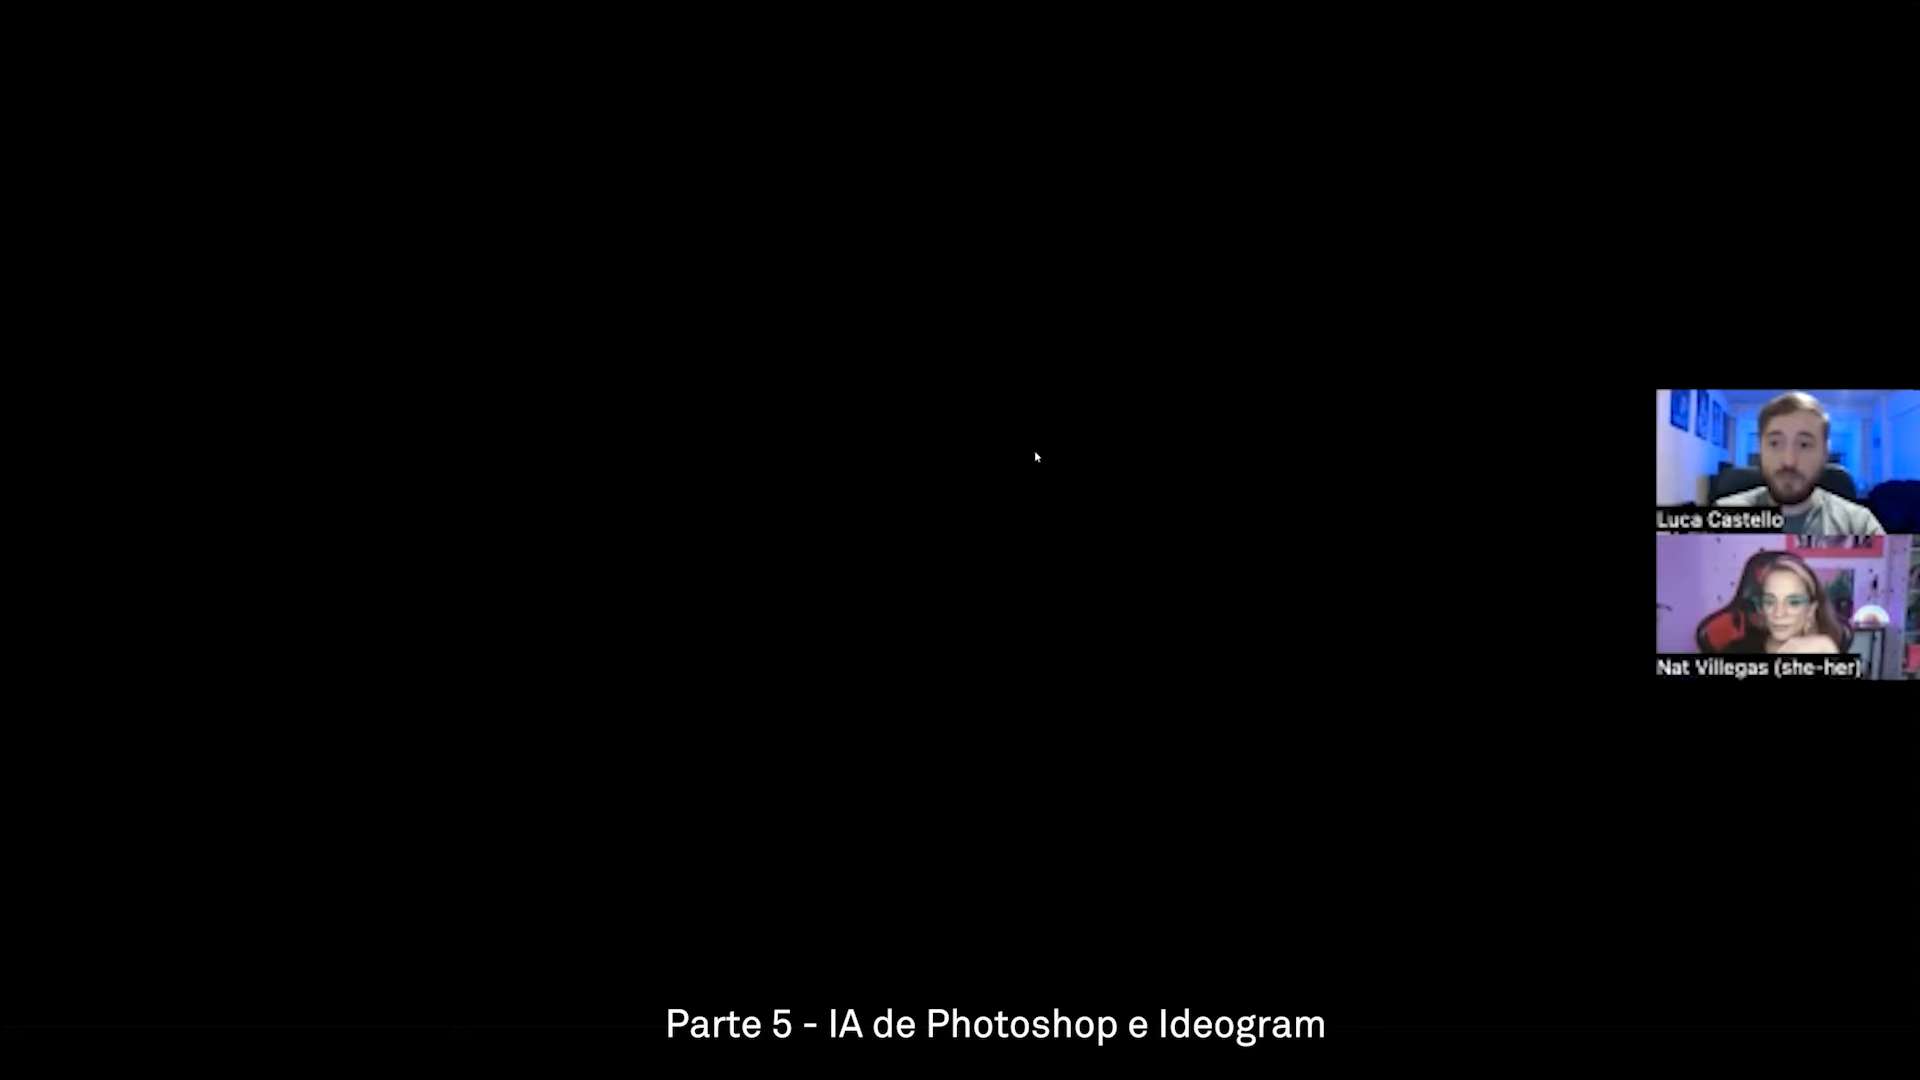 Luca Castello
Nat Villegas (she-her)
Parte 5 - IA de Photoshop e Ideogram